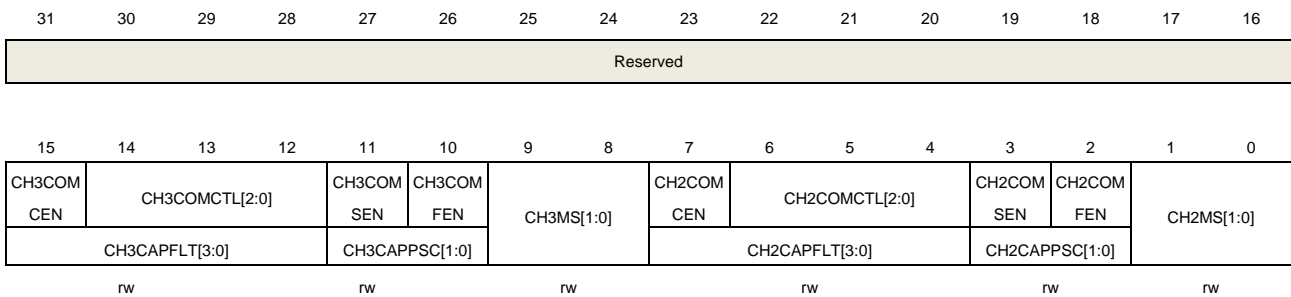 31 30 29 28 27 26 25 24 23 22 21 20 19 18 17 16
Reserved
15 14 13 12 11 10 9 8 7 6 5 4 3 2 1 0
CH3COM CEN CH3COMCTL[2:0] CH3COM SEN CH3COM FEN CH3MS[1:0] CH2COM CEN CH2COMCTL[2:0] CH2COM SEN CH2COM FEN CH2MS[1:0]
CH3CAPFLT[3:0] CH3CAPPSC[1:0] CH2CAPFLT[3:0] CH2CAPPSC[1:0]
rw rw rw rw rw rw